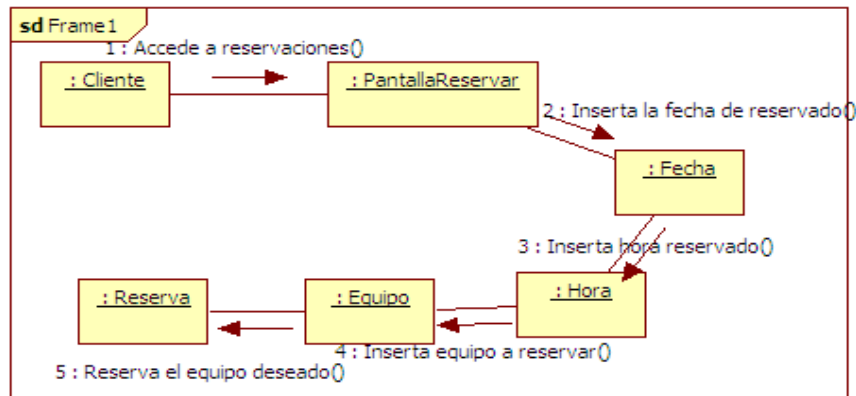 sd Frame1
1 : Accede a reservaciones()
: Cliente
: PantallaReservar
2 : Inserta la fecha de reservado()
: Fecha
3 : Inserta hora reservado()
: Reserva
: Equipo
: Hora
4 : Inserta equipo a reservar()
5 : Reserva el equipo deseado()